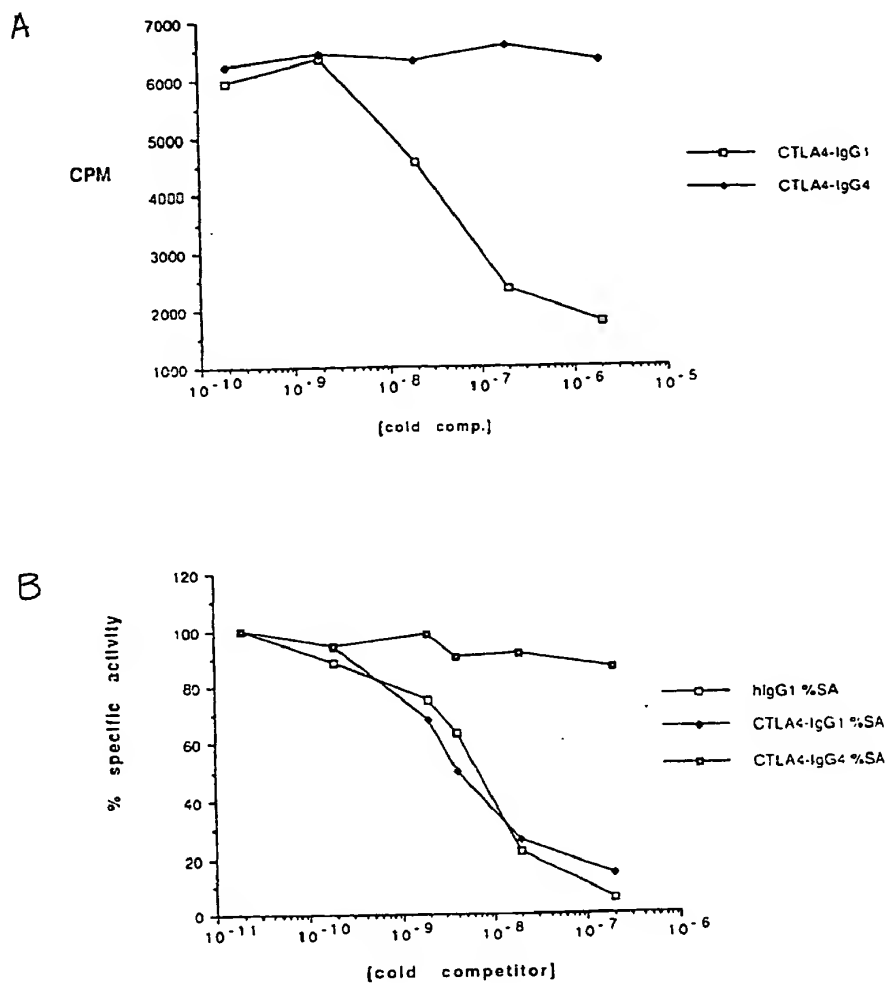 A
7000
6000
5000
4000
3000
2000
1000
CPM
10-10
10-9
10-8
10-7
10-6
10-5
[cold comp.]
CTLA4-IgG1
CTLA4-IgG4
B
120
100
80
60
40
20
0
% specific activity
10-11
10-10
10-9
10-8
10-7
10-6
[cold competitor]
hIgG1 %SA
CTLA4-IgG1 %SA
CTLA4-IgG4 %SA